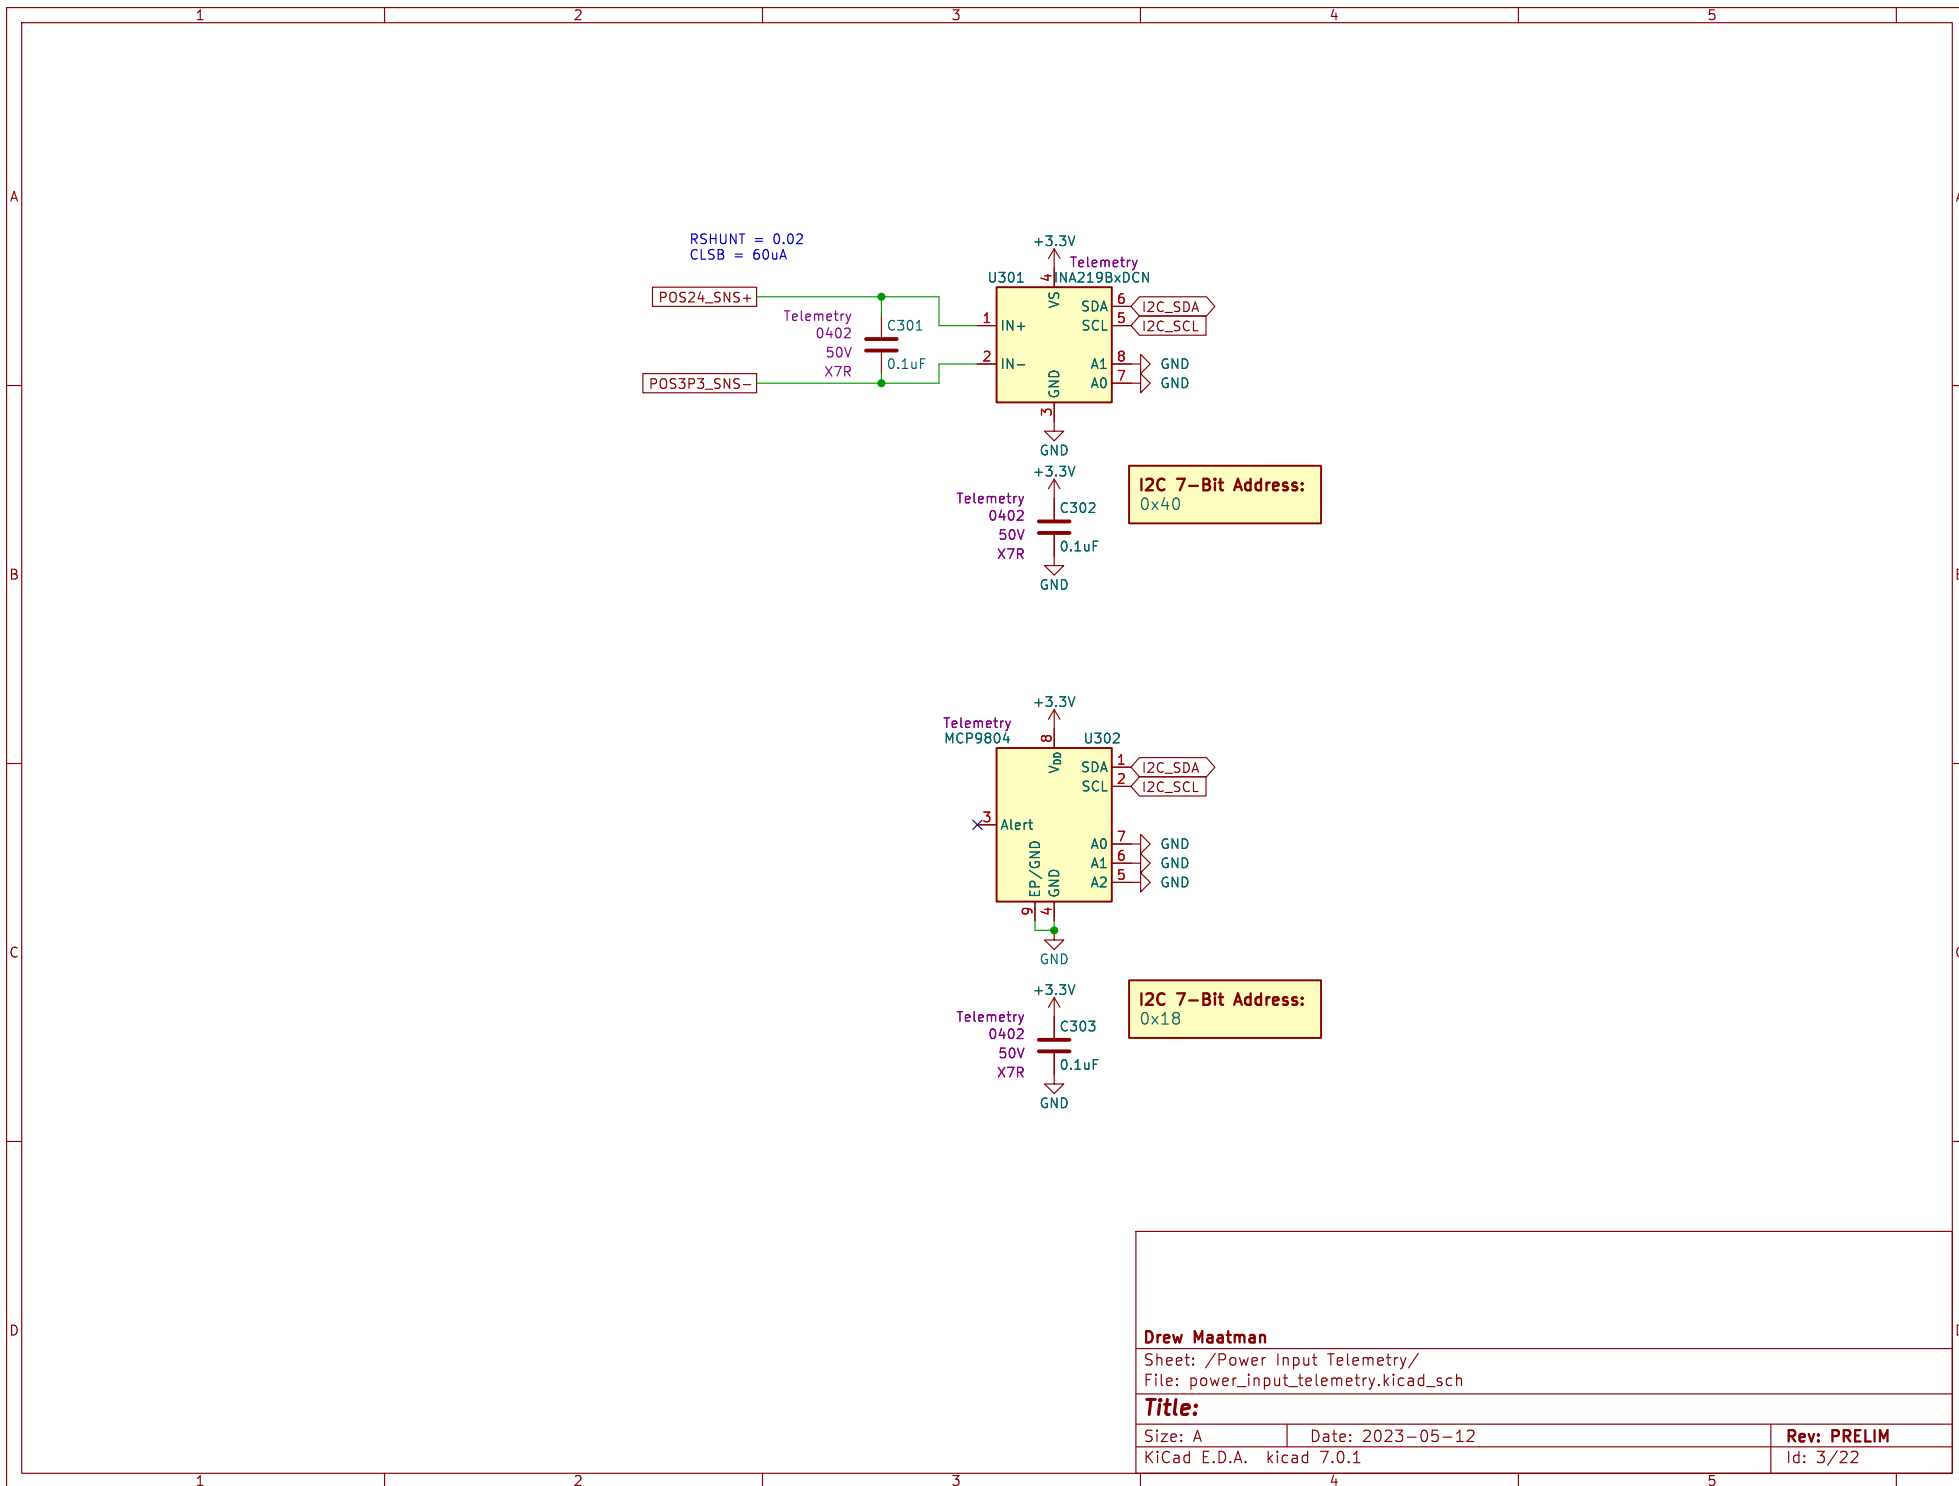 1 2 3 4 5
A
RSHUNT = 0.02
CLSB = 60uA
+3.3V
Telemetry
U301 INA219BxDCN
4
VS
POS24_SNS+
SDA 6 I2C_SDA
Telemetry
C301
1 IN+
SCL 5 I2C_SCL
0402
50V
0.1uF
2 IN-
A1 8 GND
X7R
POS3P3_SNS-
A0 7 GND
GND
3
GND
+3.3V
Telemetry
C302
0402
50V
0.1uF
X7R
GND
I2C 7-Bit Address:
0x40
B
+3.3V
Telemetry
MCP9804
8
U302
VDD
SDA 1 I2C_SDA
SCL 2 I2C_SCL
3 Alert
A0 7 GND
A1 6 GND
A2 5 GND
EP/GND
GND
9 4
GND
C
+3.3V
Telemetry
C303
0402
50V
0.1uF
X7R
GND
I2C 7-Bit Address:
0x18
D
Drew Maatman
Sheet: /Power Input Telemetry/
File: power_input_telemetry.kicad_sch
Title:
Size: A Date: 2023-05-12 Rev: PRELIM
KiCad E.D.A. kicad 7.0.1 Id: 3/22
1 2 3 4 5